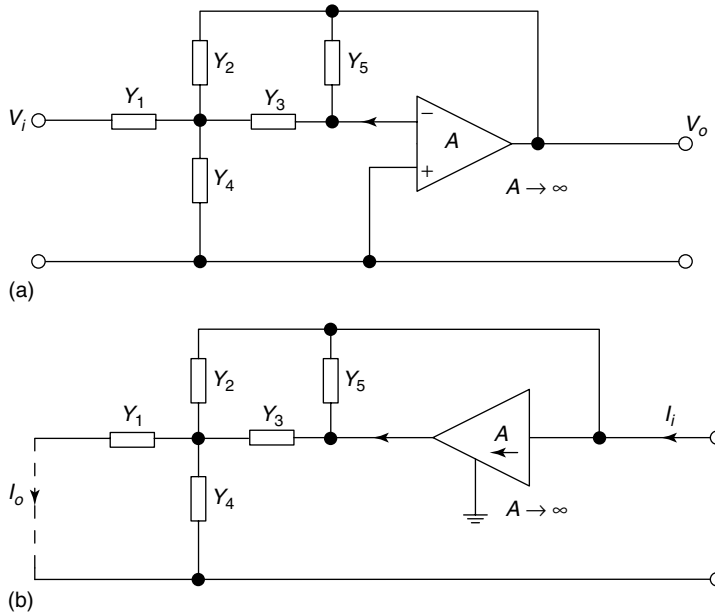 Y2
Y5
Y1
Y3
Vi
−
A
Vo
Y4
+
A → ∞
(a)
Y2
Y5
Y1
Y3
A
Ii
Io
Y4
A → ∞
(b)